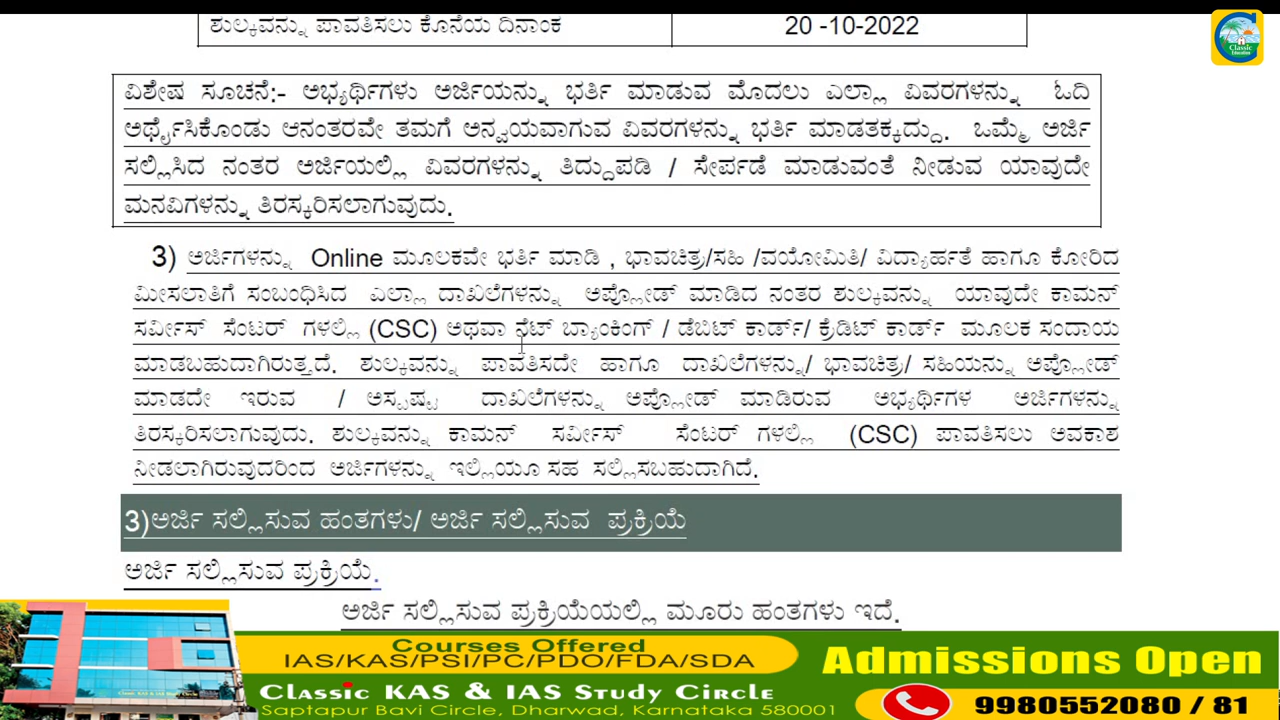 ಶುಲ್ಕವನ್ನು ಪಾವತಿಸಲು ಕೊನೆಯ ದಿನಾಂಕ 20 -10-2022
Classic
Education
ವಿಶೇಷ ಸೂಚನೆ:- ಅಭ್ಯರ್ಥಿಗಳು ಅರ್ಜಿಯನ್ನು ಭರ್ತಿ ಮಾಡುವ ಮೊದಲು ಎಲ್ಲಾ ವಿವರಗಳನ್ನು ಓದಿ
ಅರ್ಥೈಸಿಕೊಂಡು ಆನಂತರವೇ ತಮಗೆ ಅನ್ವಯವಾಗುವ ವಿವರಗಳನ್ನು ಭರ್ತಿ ಮಾಡತಕ್ಕದ್ದು. ಒಮ್ಮೆ ಅರ್ಜಿ
ಸಲ್ಲಿಸಿದ ನಂತರ ಅರ್ಜಿಯಲ್ಲಿ ವಿವರಗಳನ್ನು ತಿದ್ದುಪಡಿ / ಸೇರ್ಪಡೆ ಮಾಡುವಂತೆ ನೀಡುವ ಯಾವುದೇ
ಮನವಿಗಳನ್ನು ತಿರಸ್ಕರಿಸಲಾಗುವುದು.
3) ಅರ್ಜಿಗಳನ್ನು Online ಮೂಲಕವೇ ಭರ್ತಿ ಮಾಡಿ , ಭಾವಚಿತ್ರ/ಸಹಿ /ವಯೋಮಿತಿ/ ವಿದ್ಯಾರ್ಹತೆ ಹಾಗೂ ಕೋರಿದ
ಮೀಸಲಾತಿಗೆ ಸಂಬಂಧಿಸಿದ ಎಲ್ಲಾ ದಾಖಲೆಗಳನ್ನು ಅಪ್ಲೋಡ್ ಮಾಡಿದ ನಂತರ ಶುಲ್ಕವನ್ನು ಯಾವುದೇ ಕಾಮನ್
ಸರ್ವೀಸ್ ಸೆಂಟರ್ ಗಳಲ್ಲಿ (CSC) ಅಥವಾ ನೆಟ್ ಬ್ಯಾಂಕಿಂಗ್ / ಡೆಬಿಟ್ ಕಾರ್ಡ್/ ಕ್ರೆಡಿಟ್ ಕಾರ್ಡ್ ಮೂಲಕ ಸಂದಾಯ
ಮಾಡಬಹುದಾಗಿರುತ್ತದೆ. ಶುಲ್ಕವನ್ನು ಪಾವತಿಸದೇ ಹಾಗೂ ದಾಖಲೆಗಳನ್ನು/ ಭಾವಚಿತ್ರ/ ಸಹಿಯನ್ನು ಅಪ್ಲೋಡ್
ಮಾಡದೇ ಇರುವ / ಅಸ್ಪಷ್ಟ ದಾಖಲೆಗಳನ್ನು ಅಪ್ಲೋಡ್ ಮಾಡಿರುವ ಅಭ್ಯರ್ಥಿಗಳ ಅರ್ಜಿಗಳನ್ನು
ತಿರಸ್ಕರಿಸಲಾಗುವುದು. ಶುಲ್ಕವನ್ನು ಕಾಮನ್ ಸರ್ವೀಸ್ ಸೆಂಟರ್ ಗಳಲ್ಲಿ (CSC) ಪಾವತಿಸಲು ಅವಕಾಶ
ನೀಡಲಾಗಿರುವುದರಿಂದ ಅರ್ಜಿಗಳನ್ನು ಇಲ್ಲಿಯೂ ಸಹ ಸಲ್ಲಿಸಬಹುದಾಗಿದೆ.
3)ಅರ್ಜಿ ಸಲ್ಲಿಸುವ ಹಂತಗಳು/ ಅರ್ಜಿ ಸಲ್ಲಿಸುವ ಪ್ರಕ್ರಿಯೆ
ಅರ್ಜಿ ಸಲ್ಲಿಸುವ ಪ್ರಕ್ರಿಯೆ.
ಅರ್ಜಿ ಸಲ್ಲಿಸುವ ಪ್ರಕ್ರಿಯೆಯಲ್ಲಿ ಮೂರು ಹಂತಗಳು ಇದೆ.
Courses Offered
IAS/KAS/PSI/PC/PDO/FDA/SDA
Classic KAS & IAS Study Circle
Saptapur Bavi Circle, Dharwad, Karnataka 580001
Admissions Open
9980552080 / 81